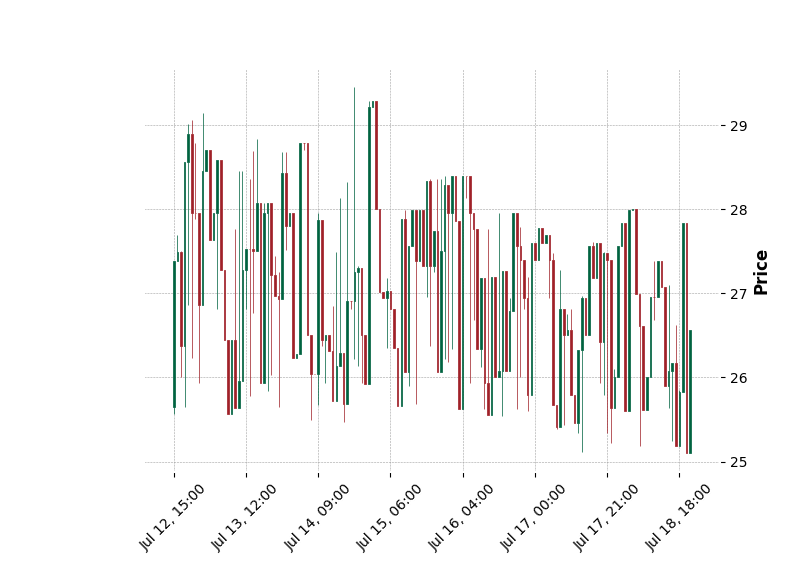 29
28
27
26
25
Price
Jul 12, 15:00
Jul 13, 12:00
Jul 14, 09:00
Jul 15, 06:00
Jul 16, 04:00
Jul 17, 00:00
Jul 17, 21:00
Jul 18, 18:00